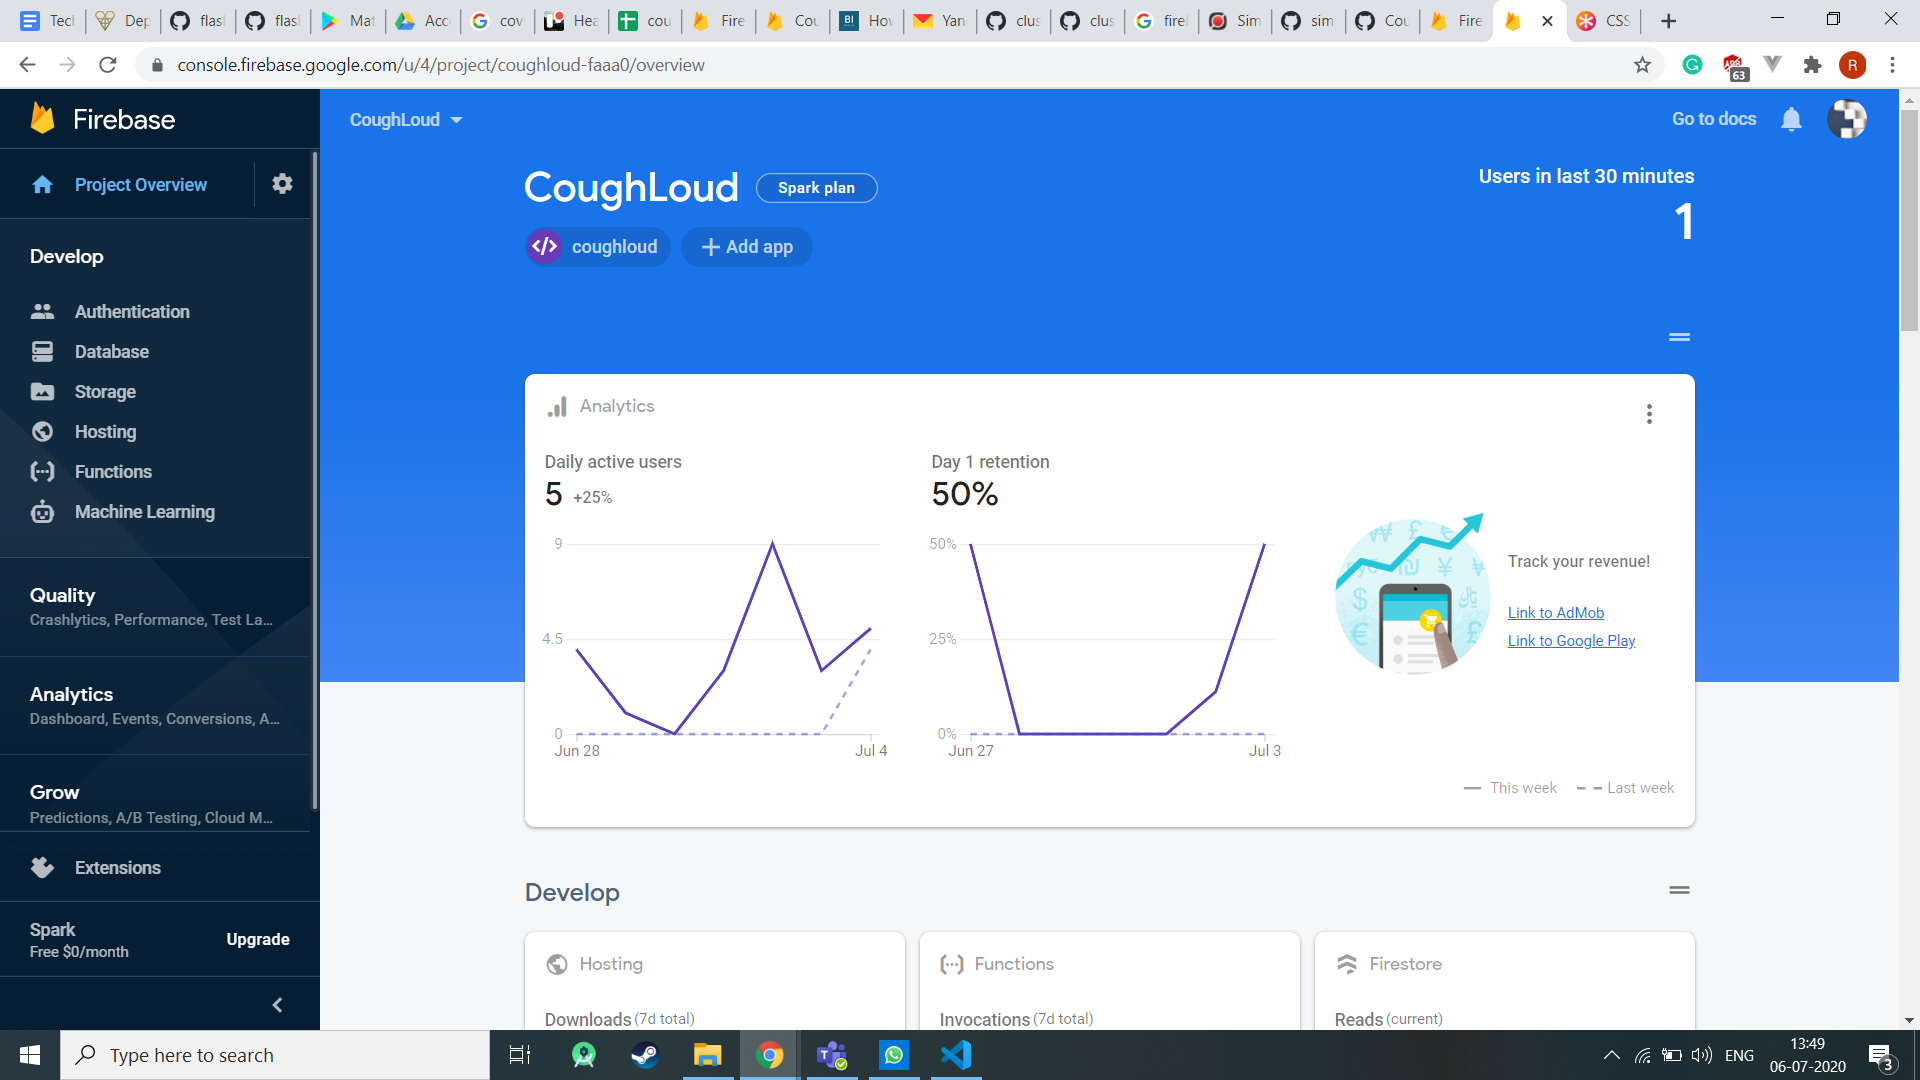 Tech
Dep
flas
flas
Mat
Acc
cov
Hea
cou
Fire
Cou
Hov
Yan
clus
clus
fire
Sim
sim
Cou
Fire
CSS
console.firebase.google.com/u/4/project/coughloud-faaa0/overview
63
R
Firebase
CoughLoud
Go to docs
Project Overview
CoughLoud
Spark plan
Users in last 30 minutes
1
coughloud
Add app
Develop
Authentication
Database
Storage
Hosting
Functions
Machine Learning
Quality
Crashlytics, Performance, Test La...
Analytics
Dashboard, Events, Conversions, A...
Grow
Predictions, A/B Testing, Cloud M...
Extensions
Spark
Free $0/month
Upgrade
Analytics
Daily active users
5 +25%
9
4.5
0
Jun 28
Jul 4
Day 1 retention
50%
50%
25%
0%
Jun 27
Jul 3
Track your revenue!
Link to AdMob
Link to Google Play
This week
Last week
Develop
Hosting
Downloads (7d total)
Functions
Invocations (7d total)
Firestore
Reads (current)
Type here to search
ENG
13:49
06-07-2020
3